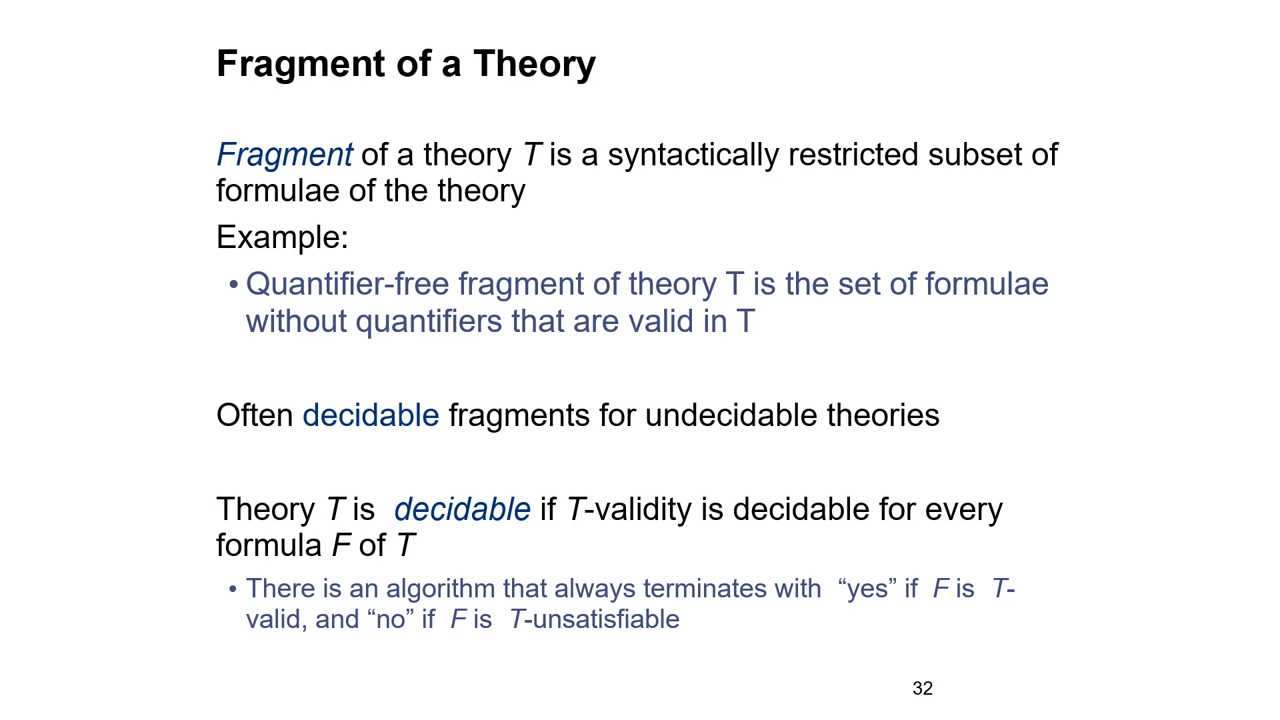 Fragment of a Theory
Fragment of a theory T is a syntactically restricted subset of
formulae of the theory
Example:
• Quantifier-free fragment of theory T is the set of formulae
without quantifiers that are valid in T
Often decidable fragments for undecidable theories
Theory T is decidable if T-validity is decidable for every
formula F of T
• There is an algorithm that always terminates with “yes” if F is T-
valid, and “no” if F is T-unsatisfiable
32